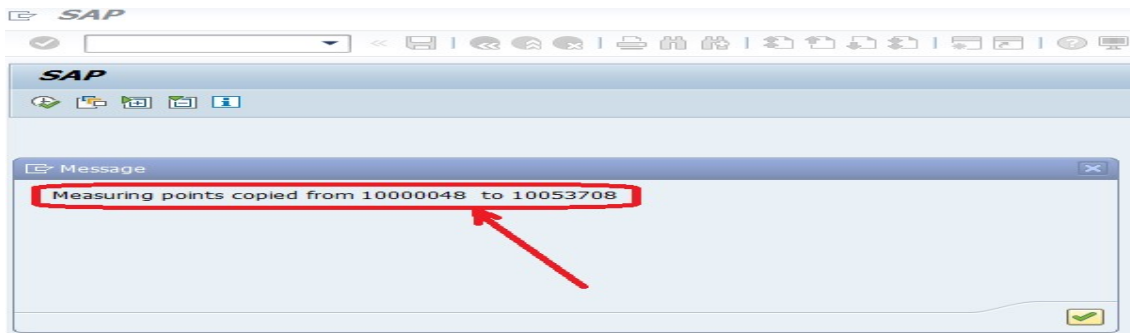 SAP
SAP
Message
Measuring points copied from 10000048 to 10053708